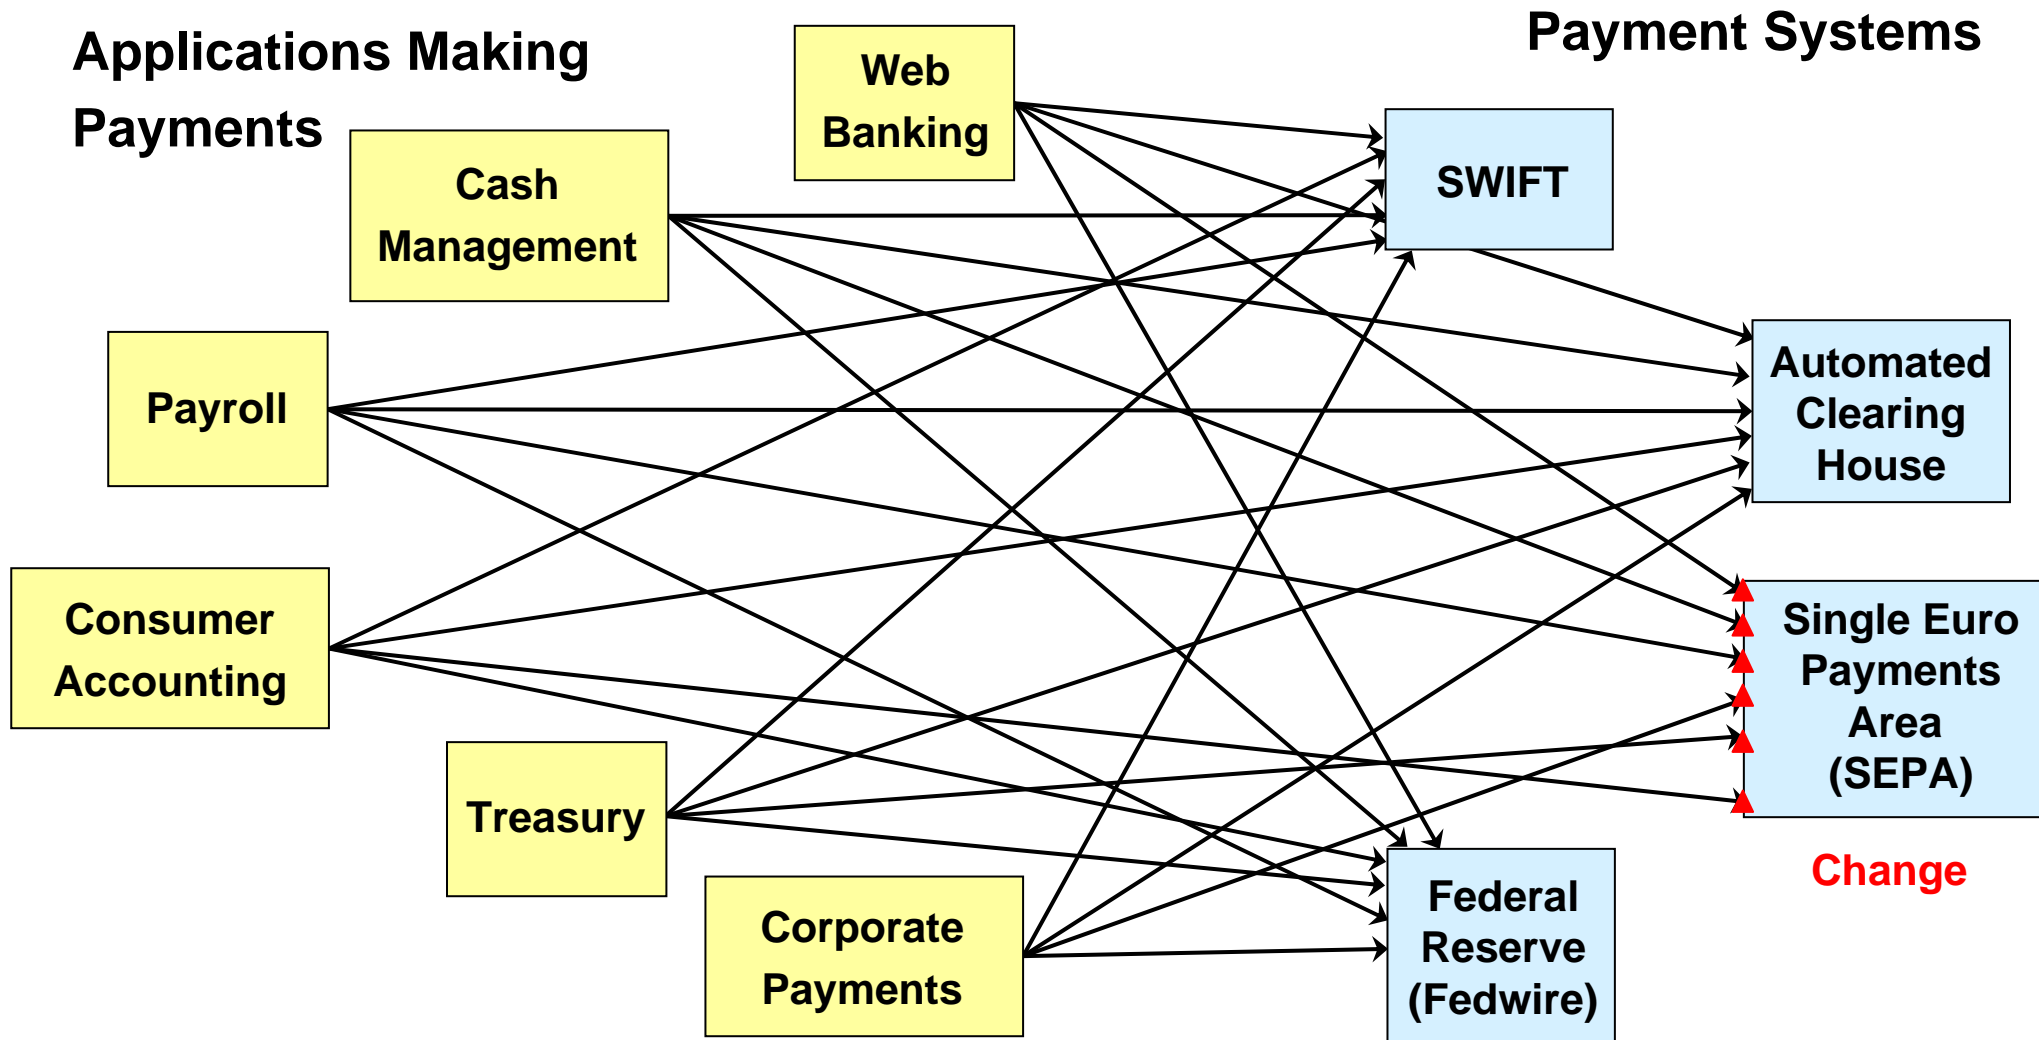 Applications Making
Payments
Payment Systems
Web
Banking
Cash
Management
Payroll
Consumer
Accounting
Treasury
Corporate
Payments
SWIFT
Automated
Clearing
House
Single Euro
Payments
Area
(SEPA)
Change
Federal
Reserve
(Fedwire)